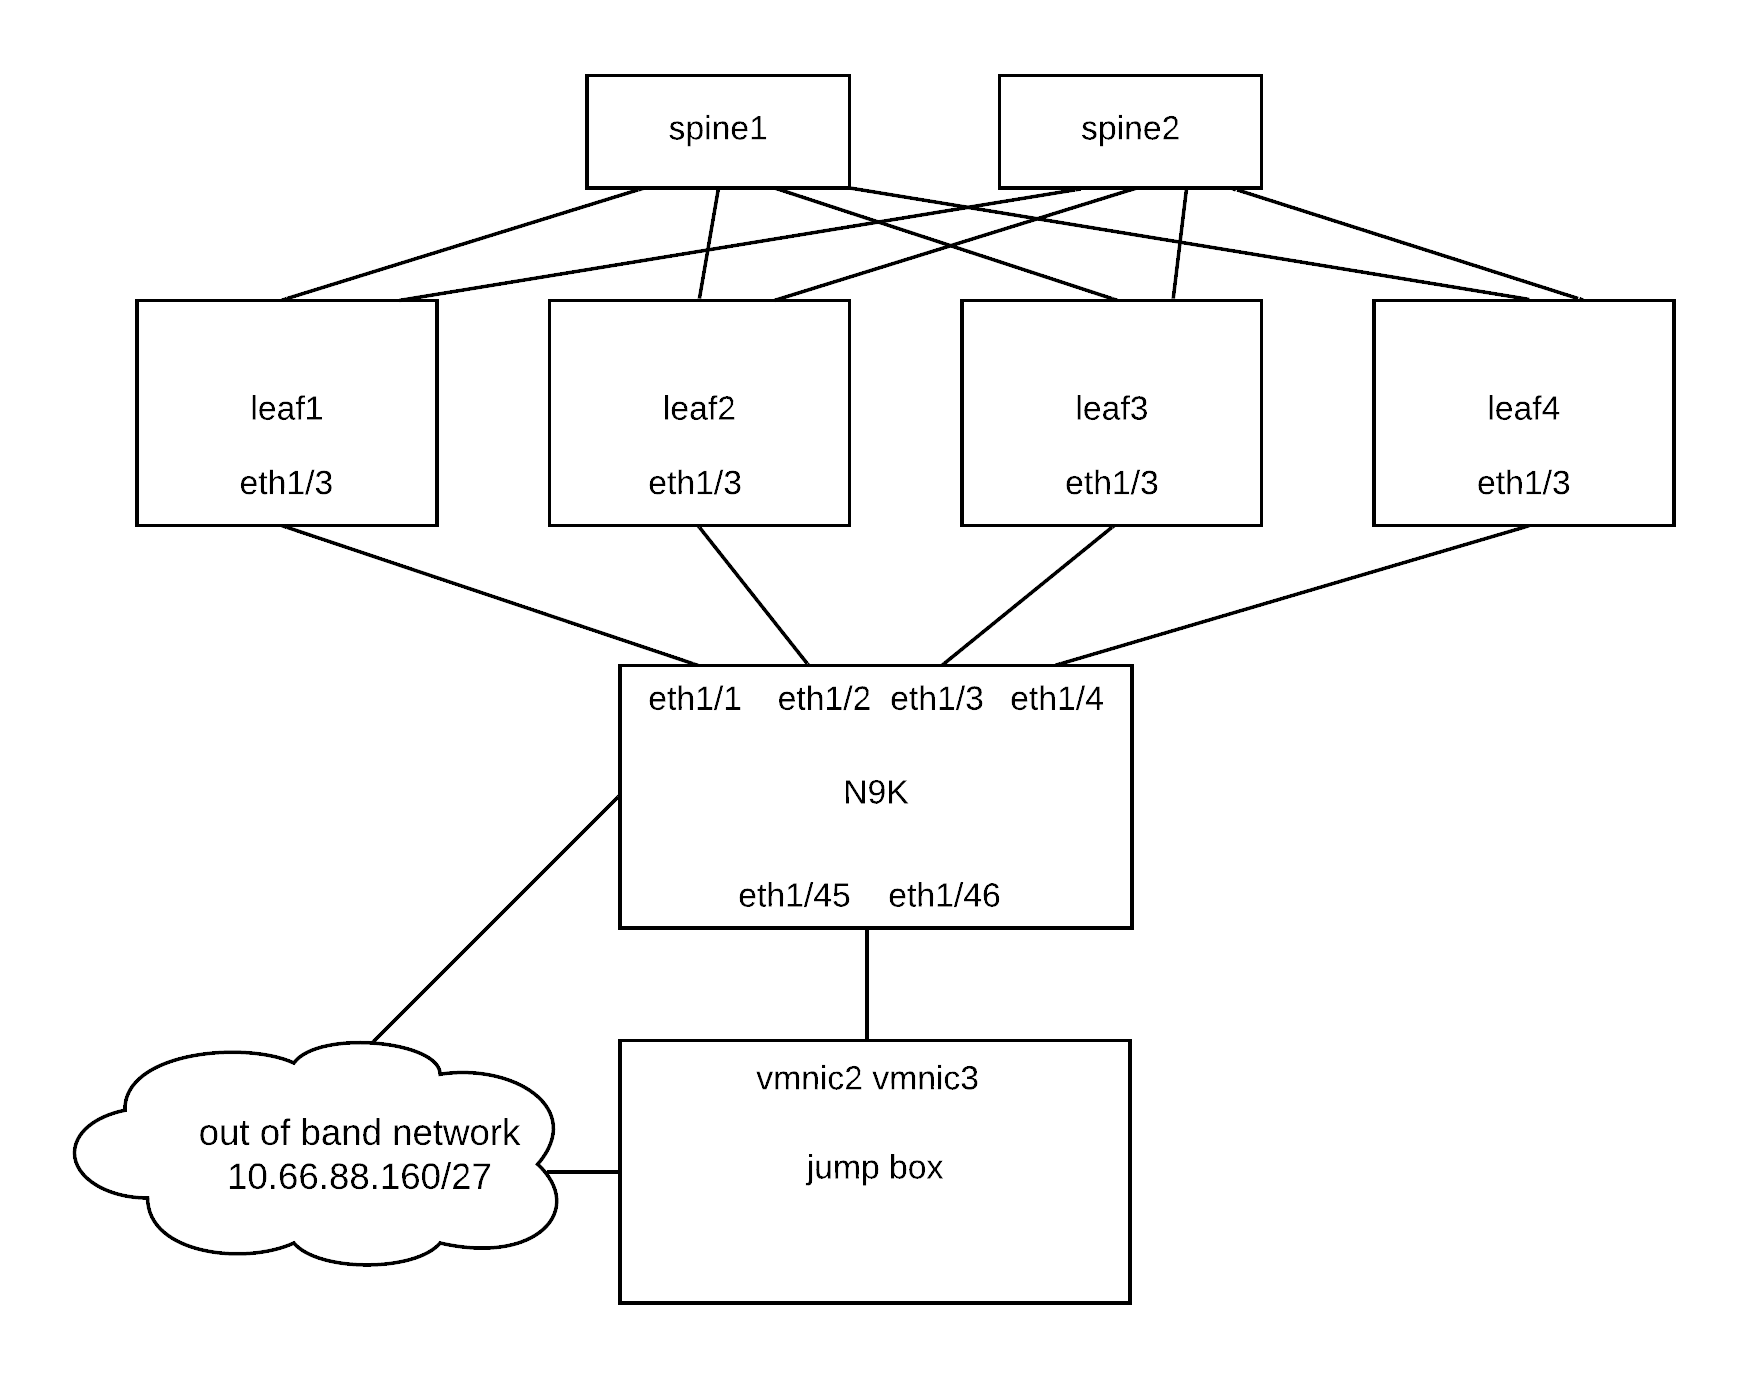 spine1
spine2
leaf1
leaf2
leaf3
leaf4
eth1/3
eth1/3
eth1/3
eth1/3
eth1/1
eth1/2
eth1/3
eth1/4
N9K
eth1/45
eth1/46
vmnic2 vmnic3
out of band network
10.66.88.160/27
jump box